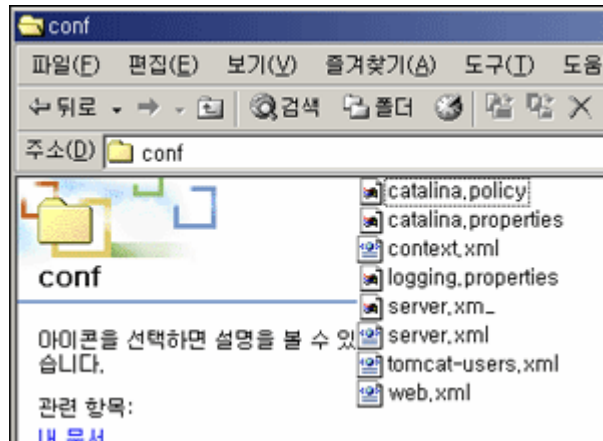 conf
파일(F) 편집(E) 보기(V) 즐겨찾기(A) 도구(T) 도움
뒤로 검색 폴더
주소(D) conf
conf
아이콘을 선택하면 설명을 볼 수 있
습니다.
관련 항목:
내 문서
catalina.policy
catalina.properties
context.xml
logging.properties
server.xm_
server.xml
tomcat-users.xml
web.xml